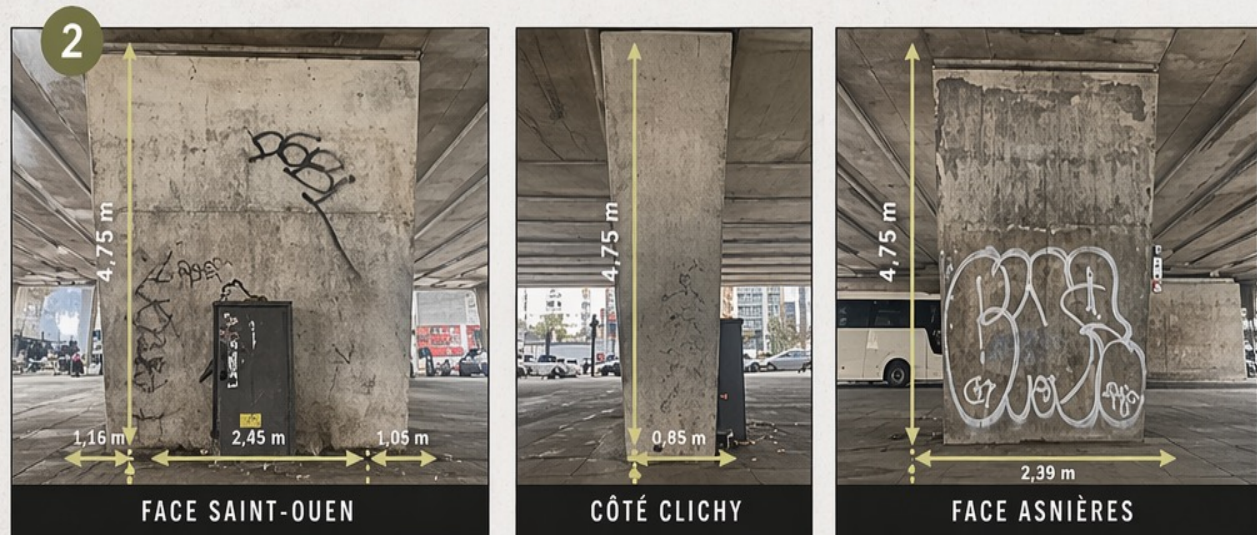 2
4,75 m
1,16 m
2,45 m
1,05 m
FACE SAINT-OUEN
4,75 m
0,85 m
CÔTÉ CLICHY
4,75 m
2,39 m
FACE ASNIÈRES